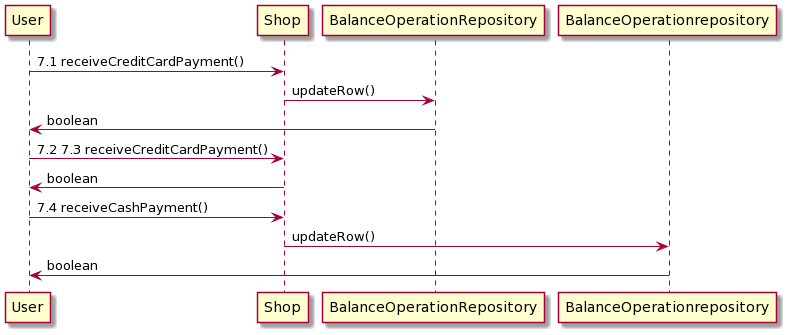 User Shop BalanceOperationRepository BalanceOperationrepository
7.1 receiveCreditCardPayment()
updateRow()
boolean
7.2 7.3 receiveCreditCardPayment()
boolean
7.4 receiveCashPayment()
updateRow()
boolean
User Shop BalanceOperationRepository BalanceOperationrepository